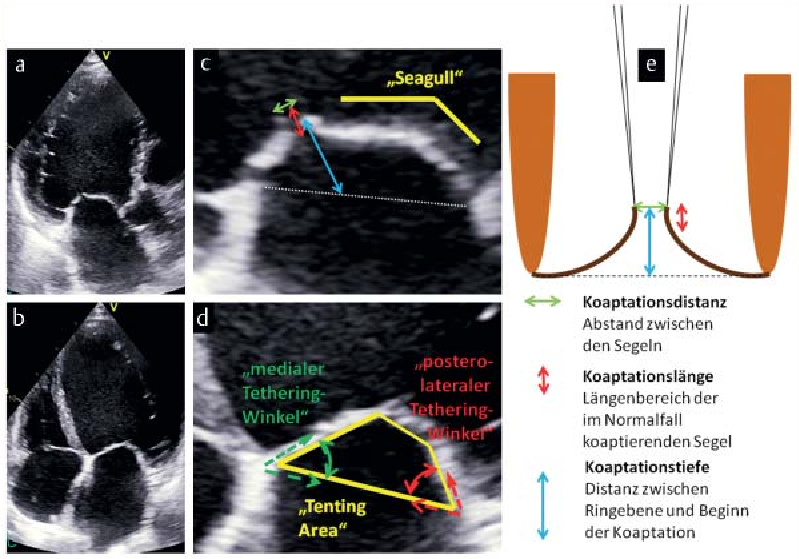 a
V
b
V
c
„Seagull“
d
„medialer
Tethering-
Winkel“
„postero-
lateraler
Tethering-
Winkel“
„Tenting
Area“
e
Koaptationsdistanz
Abstand zwischen
den Segeln
Koaptationslänge
Längenbereich der
im Normalfall
koaptierenden Segel
Koaptationstiefe
Distanz zwischen
Ringebene und Beginn
der Koaptation